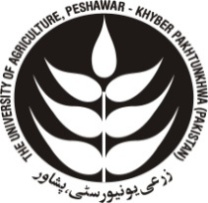 THE UNIVERSITY OF AGRICULTURE, PESHAWAR - KHYBER PAKHTUNKHWA (PAKISTAN)
زرعی یونیورسٹی، پشاور